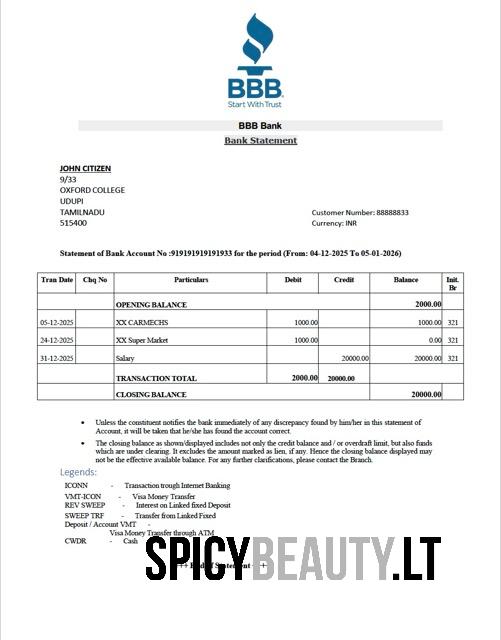 BBB
Start With Trust
BBB Bank
Bank Statement
JOHN CITIZEN
9/33
OXFORD COLLEGE
UDUPI
TAMILNADU
515400
Customer Number: 88888833
Currency: INR
Statement of Bank Account No :919191919191933 for the period (From: 04-12-2025 To 05-01-2026)
Tran Date Chq No Particulars Debit Credit Balance Init. Br
OPENING BALANCE 2000.00
05-12-2025 XX CARMECHS 1000.00 1000.00 321
24-12-2025 XX Super Market 1000.00 0.00 321
31-12-2025 Salary 20000.00 20000.00 321
TRANSACTION TOTAL 2000.00 20000.00
CLOSING BALANCE 20000.00
• Unless the constituent notifies the bank immediately of any discrepancy found by him/her in this statement of
Account, it will be taken that he/she has found the account correct.
• The closing balance as shown/displayed includes not only the credit balance and / or overdraft limit, but also finds
which are under clearing. It excludes the amount marked as lien, if any. Hence the closing balance displayed may
not be the effective available balance. For any further clarifications, please contact the Branch.
Legends:
ICONN - Transaction trough Internet Banking
VMT-ICON - Visa Money Transfer
REV SWEEP - Interest on Linked fixed Deposit
SWEEP TRF - Transfer from Linked Fixed
Deposit / Account VMT -
Visa Money Transfer through ATM
CWDR - Cash
of Statement
SPICYBEAUTY.LT